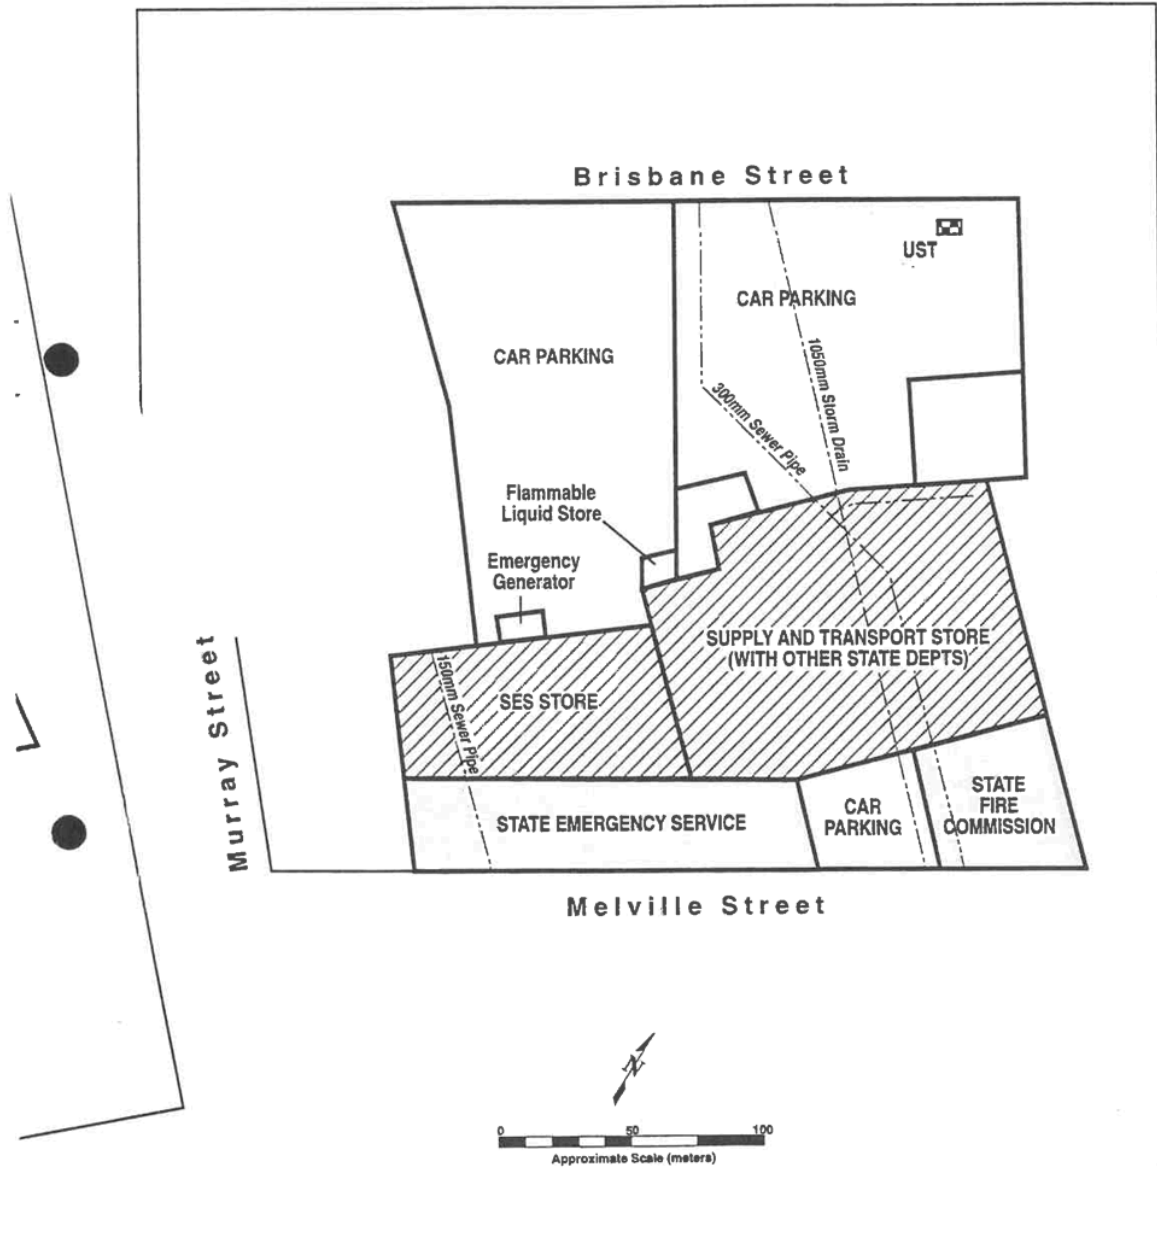 Brisbane Street
UST
CAR PARKING
CAR PARKING
1050mm Storm Drain
300mm Sewer Pipe
Flammable
Liquid Store
Emergency
Generator
SUPPLY AND TRANSPORT STORE
(WITH OTHER STATE DEPTS)
Murray Street
150mm Sewer Pipe
SES STORE
STATE EMERGENCY SERVICE
CAR
PARKING
STATE
FIRE
COMMISSION
Melville Street
N
0 50 100
Approximate Scale (meters)